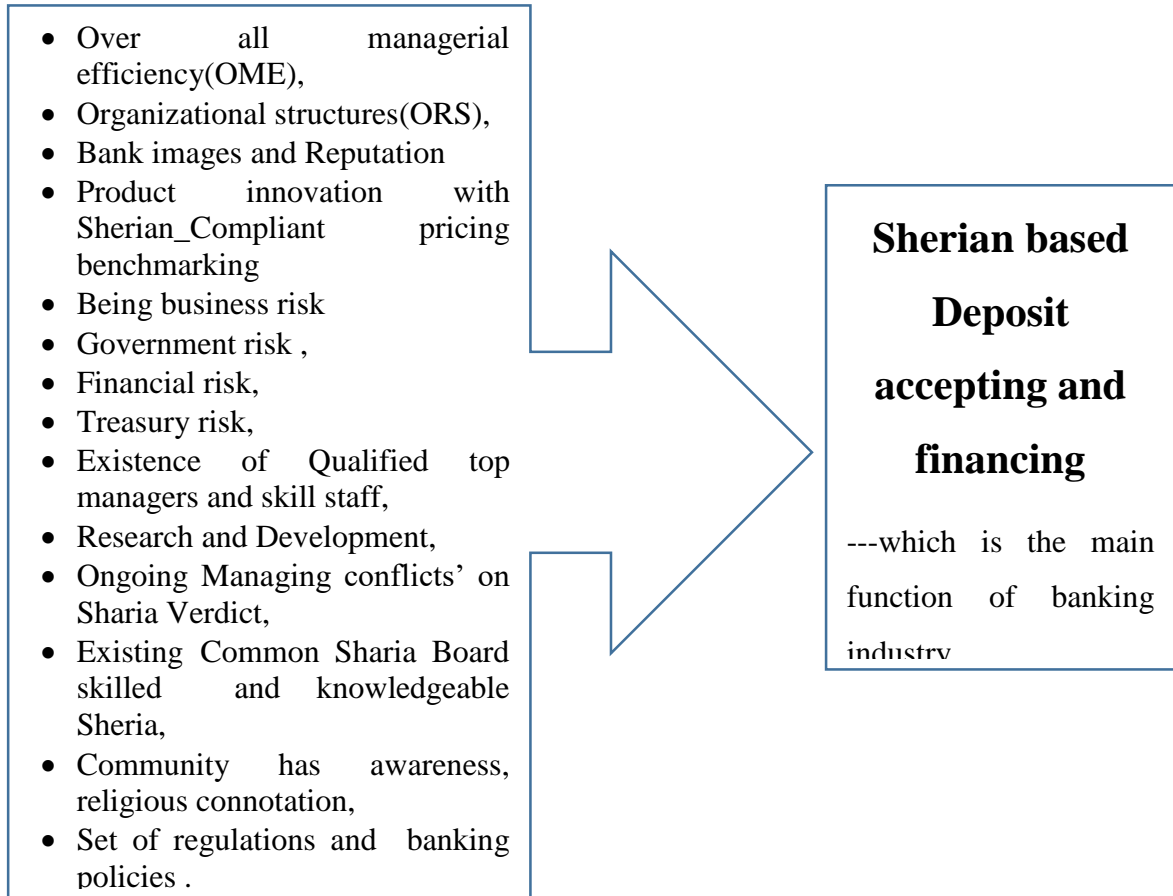 • Over all managerial
efficiency(OME),
• Organizational structures(ORS),
• Bank images and Reputation
• Product innovation with
Sherian_Compliant pricing
benchmarking
• Being business risk
• Government risk ,
• Financial risk,
• Treasury risk,
• Existence of Qualified top
managers and skill staff,
• Research and Development,
• Ongoing Managing conflicts’ on
Sharia Verdict,
• Existing Common Sharia Board
skilled and knowledgeable
Sheria,
• Community has awareness,
religious connotation,
• Set of regulations and banking
policies .
Sherian based
Deposit
accepting and
financing
---which is the main
function of banking
industry